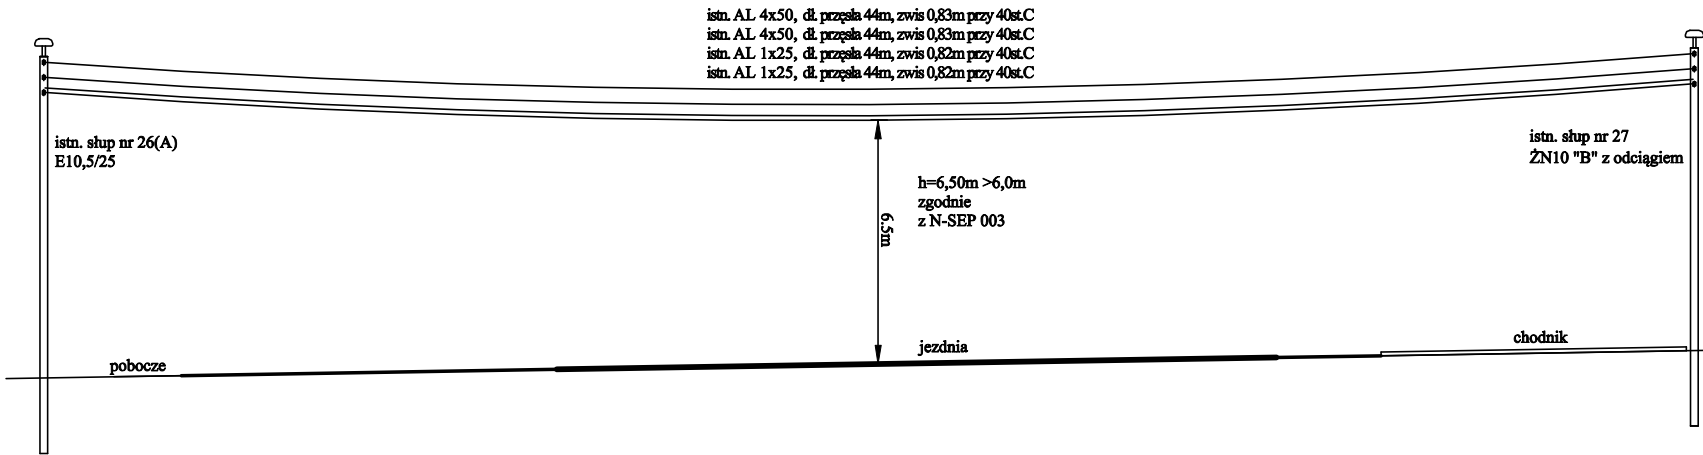 istn. AL 4x50, dł. przęsła 44m, zwis 0,83m przy 40st.C
istn. AL 4x50, dł. przęsła 44m, zwis 0,83m przy 40st.C
istn. AL 1x25, dł. przęsła 44m, zwis 0,82m przy 40st.C
istn. AL 1x25, dł. przęsła 44m, zwis 0,82m przy 40st.C
istn. słup nr 26(A)
E10,5/25
istn. słup nr 27
ŻN10 "B" z odciągiem
h=6,50m >6,0m
zgodnie
z N-SEP 003
6.5m
pobocze
jezdnia
chodnik